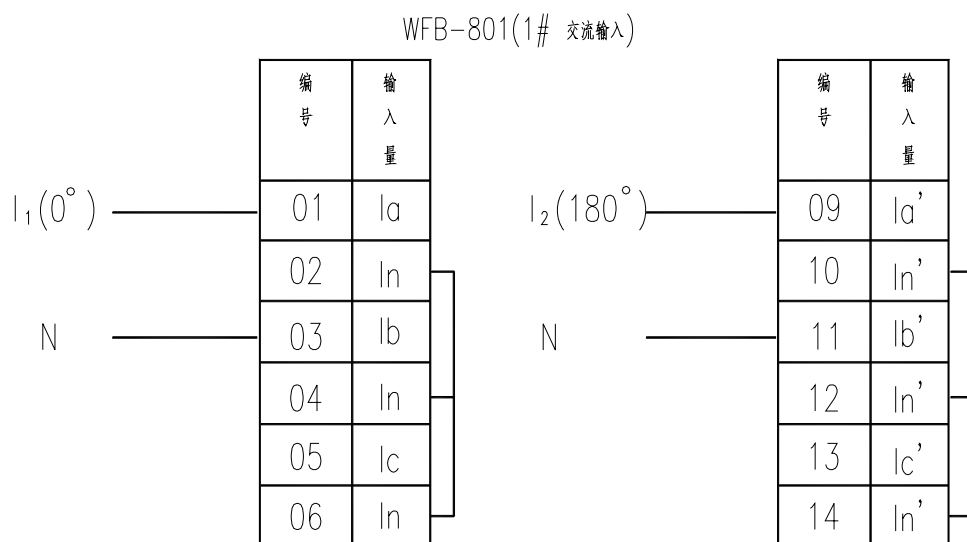 WFB-801(1# 交流输入)
编号 输入量 编号 输入量
I₁(0°) 01 Ia I₂(180°) 09 Ia'
02 In 10 In'
N 03 Ib N 11 Ib'
04 In 12 In'
05 Ic 13 Ic'
06 In 14 In'